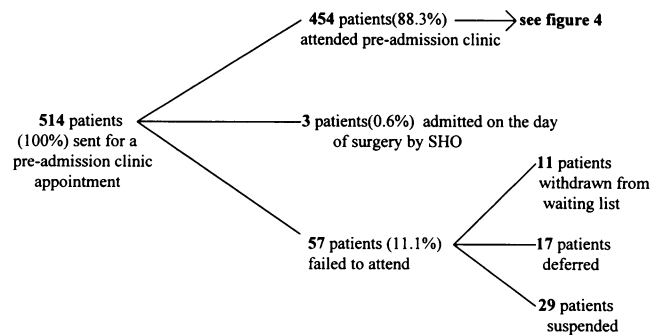 454 patients(88.3%)
attended pre-admission clinic
see figure 4
514 patients
(100%) sent for a
pre-admission clinic
appointment
3 patients(0.6%) admitted on the day
of surgery by SHO
57 patients (11.1%)
failed to attend
11 patients
withdrawn from
waiting list
17 patients
deferred
29 patients
suspended